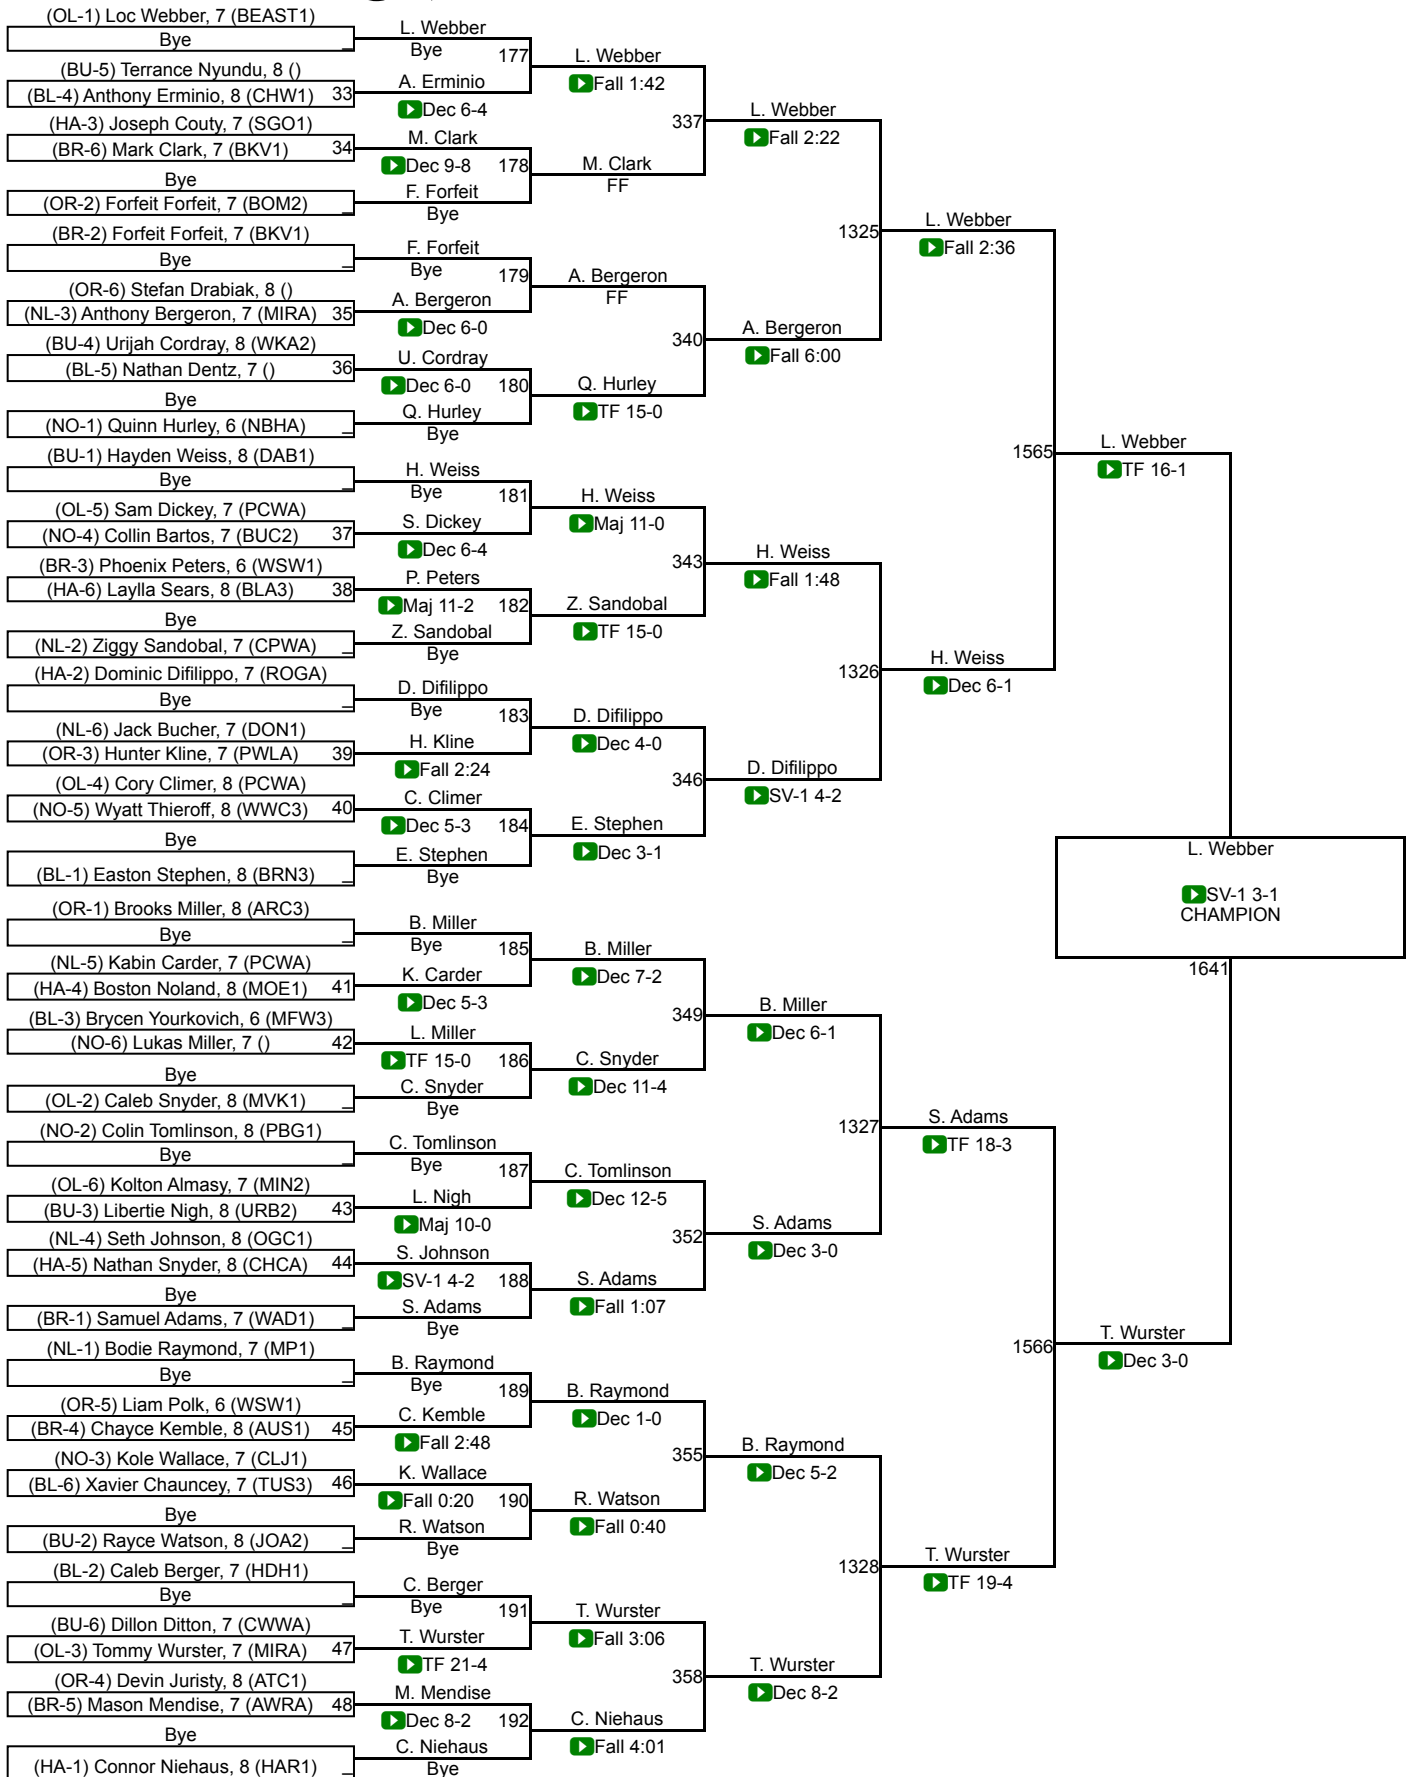 (OL-1) Loc Webber, 7 (BEAST1)
Bye
(BU-5) Terrance Nyundu, 8 ()
(BL-4) Anthony Erminio, 8 (CHW1) 33
(HA-3) Joseph Couty, 7 (SGO1)
(BR-6) Mark Clark, 7 (BKV1) 34
Bye
(OR-2) Forfeit Forfeit, 7 (BOM2)
(BR-2) Forfeit Forfeit, 7 (BKV1)
Bye
(OR-6) Stefan Drabiak, 8 ()
(NL-3) Anthony Bergeron, 7 (MIRA) 35
(BU-4) Urijah Cordray, 8 (WKA2)
(BL-5) Nathan Dentz, 7 () 36
Bye
(NO-1) Quinn Hurley, 6 (NBHA)
(BU-1) Hayden Weiss, 8 (DAB1)
Bye
(OL-5) Sam Dickey, 7 (PCWA)
(NO-4) Collin Bartos, 7 (BUC2) 37
(BR-3) Phoenix Peters, 6 (WSW1)
(HA-6) Laylla Sears, 8 (BLA3) 38
Bye
(NL-2) Ziggy Sandobal, 7 (CPWA)
(HA-2) Dominic Difilippo, 7 (ROGA)
Bye
(NL-6) Jack Bucher, 7 (DON1)
(OR-3) Hunter Kline, 7 (PWLA) 39
(OL-4) Cory Climer, 8 (PCWA)
(NO-5) Wyatt Thieroff, 8 (WWC3) 40
Bye
(BL-1) Easton Stephen, 8 (BRN3)
(OR-1) Brooks Miller, 8 (ARC3)
Bye
(NL-5) Kabin Carder, 7 (PCWA)
(HA-4) Boston Noland, 8 (MOE1) 41
(BL-3) Brycen Yourkovich, 6 (MFW3)
(NO-6) Lukas Miller, 7 () 42
Bye
(OL-2) Caleb Snyder, 8 (MVK1)
(NO-2) Colin Tomlinson, 8 (PBG1)
Bye
(OL-6) Kolton Almasy, 7 (MIN2)
(BU-3) Libertie Nigh, 8 (URB2) 43
(NL-4) Seth Johnson, 8 (OGC1)
(HA-5) Nathan Snyder, 8 (CHCA) 44
Bye
(BR-1) Samuel Adams, 7 (WAD1)
(NL-1) Bodie Raymond, 7 (MP1)
Bye
(OR-5) Liam Polk, 6 (WSW1)
(BR-4) Chayce Kemble, 8 (AUS1) 45
(NO-3) Kole Wallace, 7 (CLJ1)
(BL-6) Xavier Chauncey, 7 (TUS3) 46
Bye
(BU-2) Rayce Watson, 8 (JOA2)
(BL-2) Caleb Berger, 7 (HDH1)
Bye
(BU-6) Dillon Ditton, 7 (CWWA)
(OL-3) Tommy Wurster, 7 (MIRA) 47
(OR-4) Devin Juristy, 8 (ATC1)
(BR-5) Mason Mendise, 7 (AWRA) 48
Bye
(HA-1) Connor Niehaus, 8 (HAR1)
L. Webber
Bye 177
A. Erminio
Dec 6-4
M. Clark
Dec 9-8 178
F. Forfeit
Bye
F. Forfeit
Bye 179
A. Bergeron
Dec 6-0
U. Cordray
Dec 6-0 180
Q. Hurley
Bye
H. Weiss
Bye 181
S. Dickey
Dec 6-4
P. Peters
Maj 11-2 182
Z. Sandobal
Bye
D. Difilippo
Bye 183
H. Kline
Fall 2:24
C. Climer
Dec 5-3 184
E. Stephen
Bye
B. Miller
Bye 185
K. Carder
Dec 5-3
L. Miller
TF 15-0 186
C. Snyder
Bye
C. Tomlinson
Bye 187
L. Nigh
Maj 10-0
S. Johnson
SV-1 4-2 188
S. Adams
Bye
B. Raymond
Bye 189
C. Kemble
Fall 2:48
K. Wallace
Fall 0:20 190
R. Watson
Bye
C. Berger
Bye 191
T. Wurster
TF 21-4
M. Mendise
Dec 8-2 192
C. Niehaus
Bye
L. Webber
Fall 1:42
337
M. Clark
FF
A. Bergeron
FF
340
Q. Hurley
TF 15-0
H. Weiss
Maj 11-0
343
Z. Sandobal
TF 15-0
D. Difilippo
Dec 4-0
346
E. Stephen
Dec 3-1
B. Miller
Dec 7-2
349
C. Snyder
Dec 11-4
C. Tomlinson
Dec 12-5
352
S. Adams
Fall 1:07
B. Raymond
Dec 1-0
355
R. Watson
Fall 0:40
T. Wurster
Fall 3:06
358
C. Niehaus
Fall 4:01
L. Webber
Fall 2:22
1325
A. Bergeron
Fall 6:00
H. Weiss
Fall 1:48
1326
D. Difilippo
SV-1 4-2
B. Miller
Dec 6-1
1327
S. Adams
Dec 3-0
B. Raymond
Dec 5-2
1328
T. Wurster
Dec 8-2
L. Webber
Fall 2:36
1565
H. Weiss
Dec 6-1
S. Adams
TF 18-3
1566
T. Wurster
TF 19-4
L. Webber
TF 16-1
T. Wurster
Dec 3-0
L. Webber
SV-1 3-1
CHAMPION
1641